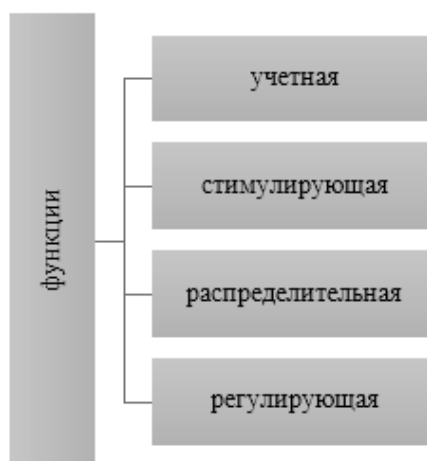 функции
учетная
стимулирующая
распределительная
регулирующая